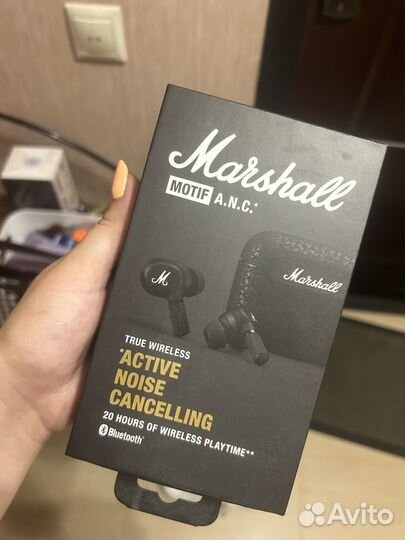 Marshall
MOTIF A.N.C.*
M
Marshall
TRUE WIRELESS
*ACTIVE
NOISE
CANCELLING
20 HOURS OF WIRELESS PLAYTIME**
Bluetooth®
Avito